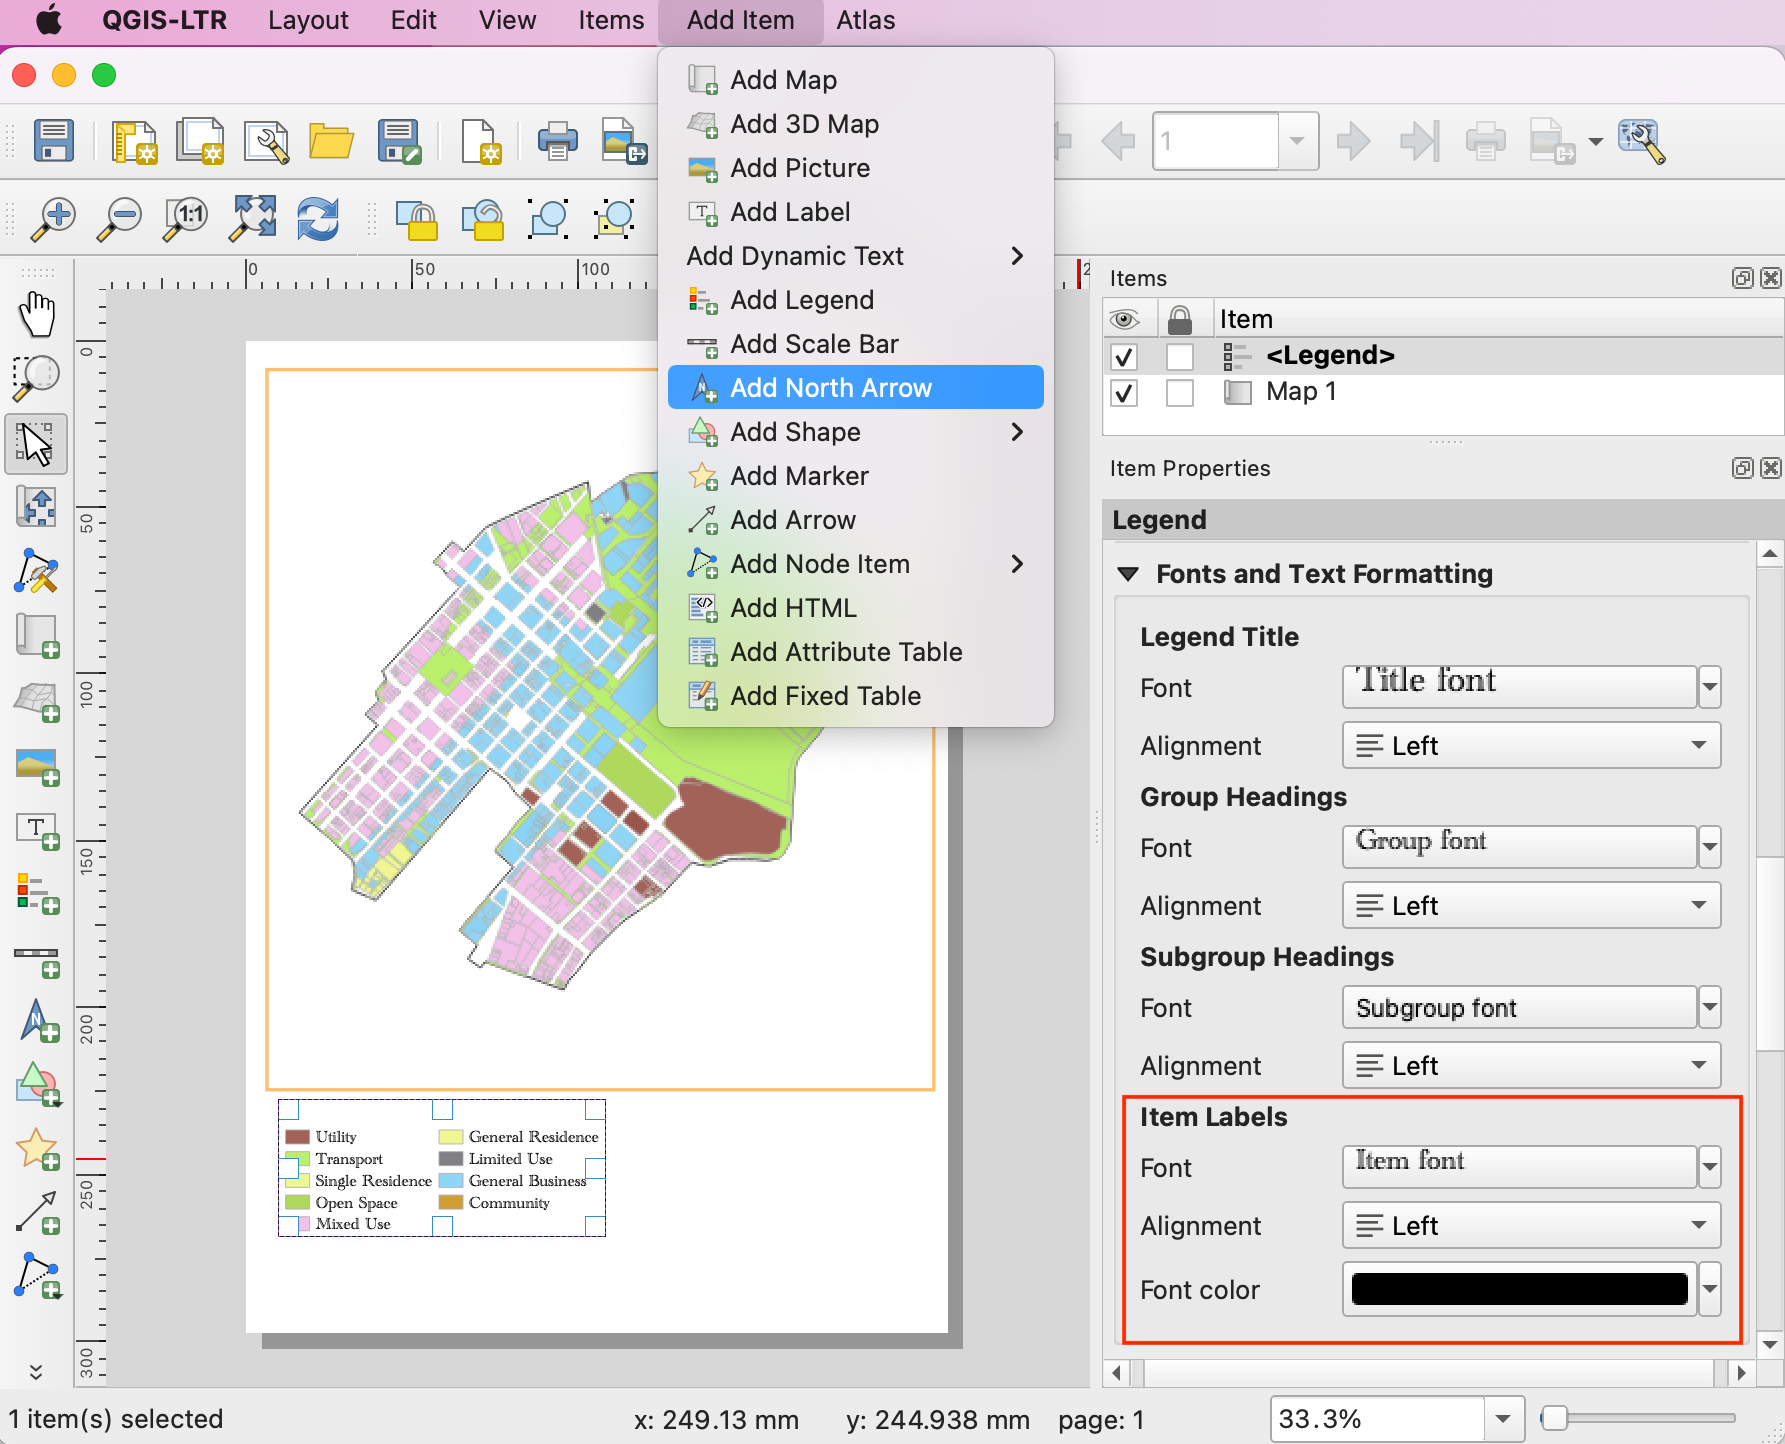 QGIS-LTR Layout Edit View Items Add Item Atlas
Add Map
Add 3D Map
Add Picture
Add Label
Add Dynamic Text
Add Legend
Add Scale Bar
Add North Arrow
Add Shape
Add Marker
Add Arrow
Add Node Item
Add HTML
Add Attribute Table
Add Fixed Table
1
1:1
0 50 100 2
0
50
100
150
200
250
300
T
N
Utility
Transport
Single Residence
Open Space
Mixed Use
General Residence
Limited Use
General Business
Community
Items
Item
<Legend>
Map 1
Item Properties
Legend
Fonts and Text Formatting
Legend Title
Font Title font
Alignment Left
Group Headings
Font Group font
Alignment Left
Subgroup Headings
Font Subgroup font
Alignment Left
Item Labels
Font Item font
Alignment Left
Font color
1 item(s) selected x: 249.13 mm y: 244.938 mm page: 1 33.3%